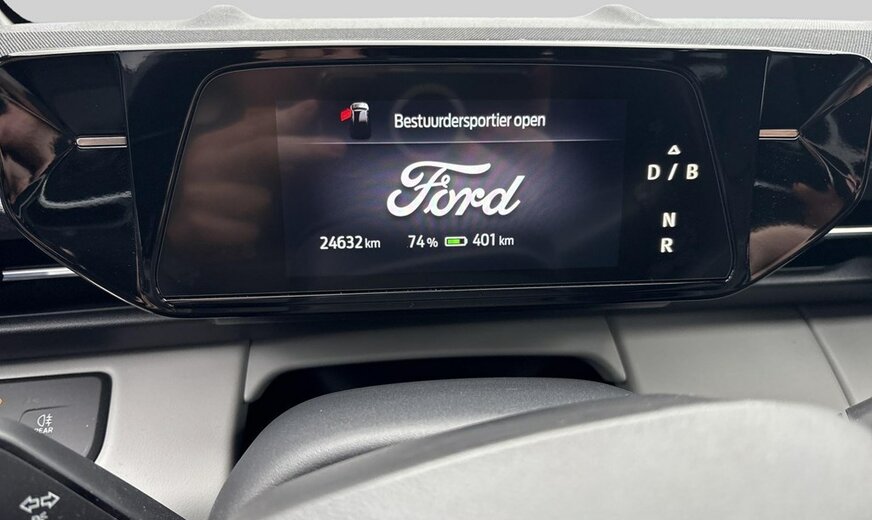 Bestuurdersportier open
Ford
24632 km 74 % 401 km
D / B
N
R
REAR